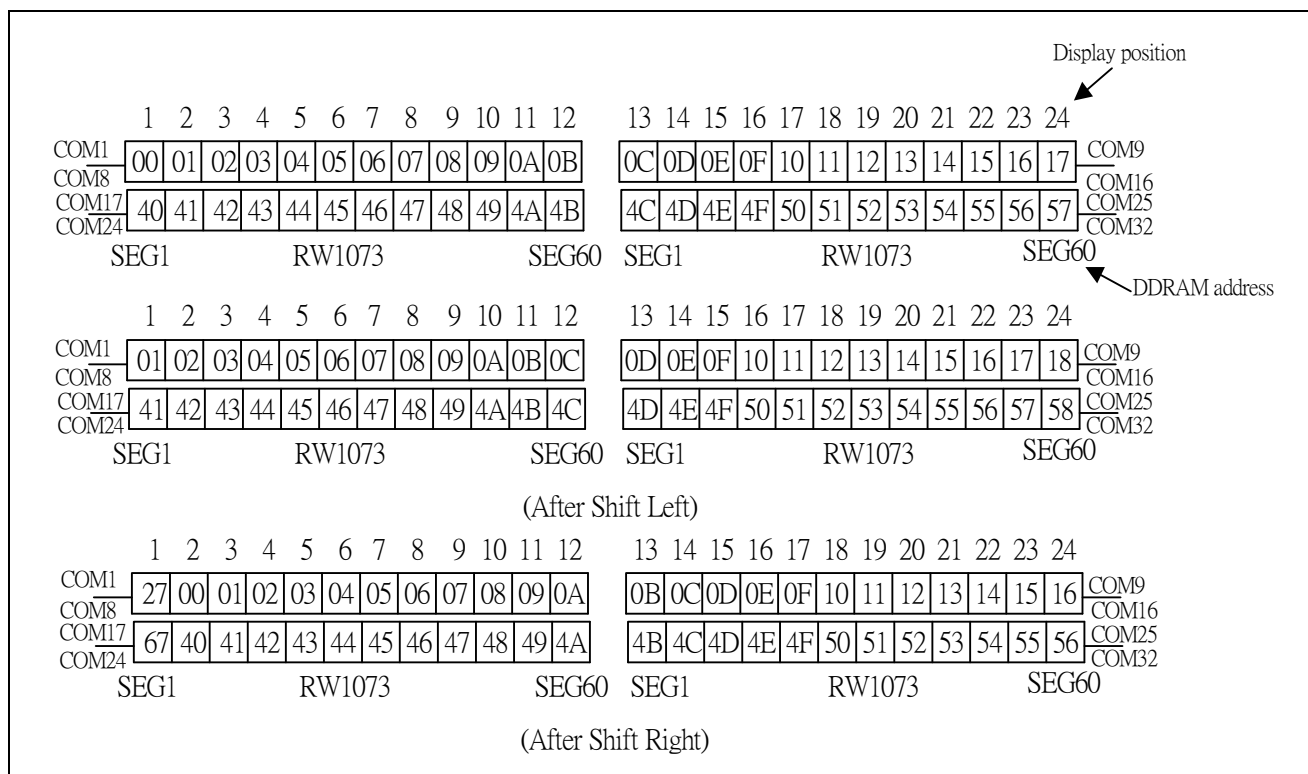 Display position
1 2 3 4 5 6 7 8 9 10 11 12 13 14 15 16 17 18 19 20 21 22 23 24
COM1 00 01 02 03 04 05 06 07 08 09 0A 0B 0C 0D 0E 0F 10 11 12 13 14 15 16 17 COM9
COM8 COM16
COM17 40 41 42 43 44 45 46 47 48 49 4A 4B 4C 4D 4E 4F 50 51 52 53 54 55 56 57 COM25
COM24 COM32
SEG1 RW1073 SEG60 SEG1 RW1073 SEG60
DDRAM address
1 2 3 4 5 6 7 8 9 10 11 12 13 14 15 16 17 18 19 20 21 22 23 24
COM1 01 02 03 04 05 06 07 08 09 0A 0B 0C 0D 0E 0F 10 11 12 13 14 15 16 17 18 COM9
COM8 COM16
COM17 41 42 43 44 45 46 47 48 49 4A 4B 4C 4D 4E 4F 50 51 52 53 54 55 56 57 58 COM25
COM24 COM32
SEG1 RW1073 SEG60 SEG1 RW1073 SEG60
(After Shift Left)
1 2 3 4 5 6 7 8 9 10 11 12 13 14 15 16 17 18 19 20 21 22 23 24
COM1 27 00 01 02 03 04 05 06 07 08 09 0A 0B 0C 0D 0E 0F 10 11 12 13 14 15 16 COM9
COM8 COM16
COM17 67 40 41 42 43 44 45 46 47 48 49 4A 4B 4C 4D 4E 4F 50 51 52 53 54 55 56 COM25
COM24 COM32
SEG1 RW1073 SEG60 SEG1 RW1073 SEG60
(After Shift Right)